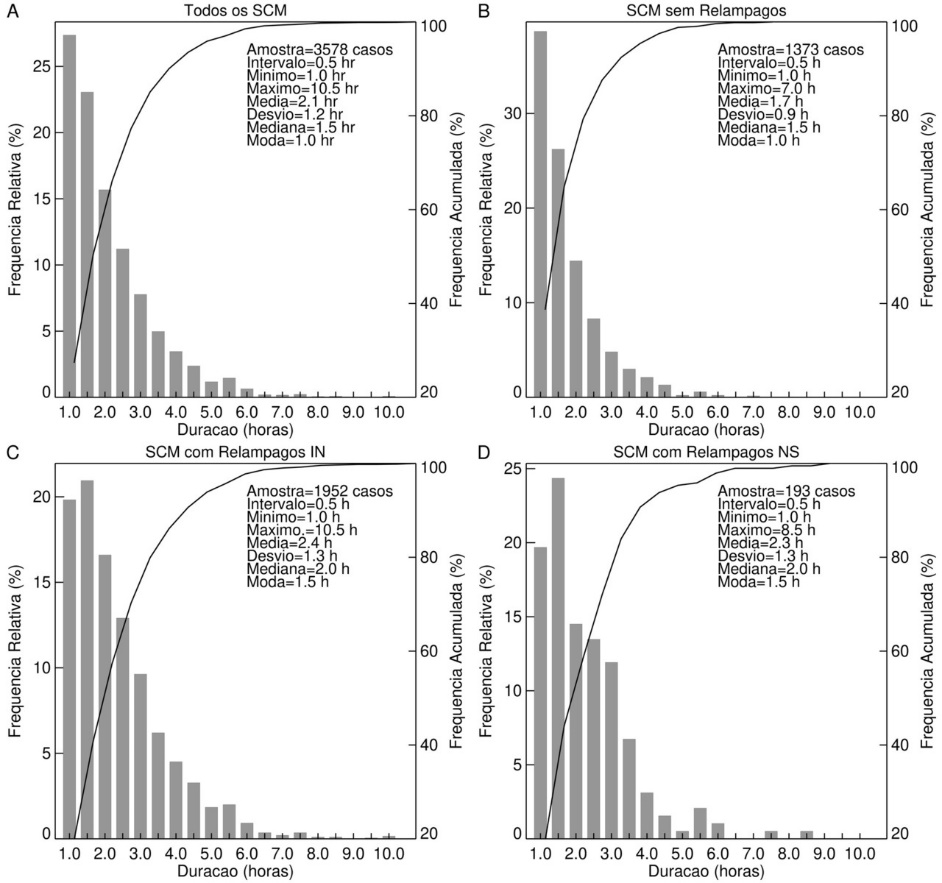 A
Todos os SCM
Frequencia Relativa (%)
25
20
15
10
5
0
100
80
60
40
20
Frequencia Acumulada (%)
Amostra=3578 casos
Intervalo=0.5 hr
Minimo=1.0 hr
Maximo=10.5 hr
Media=2.1 hr
Desvio=1.2 hr
Mediana=1.5 hr
Moda=1.0 hr
1.0 2.0 3.0 4.0 5.0 6.0 7.0 8.0 9.0 10.0
Duracao (horas)
B
SCM sem Relampagos
Frequencia Relativa (%)
30
20
10
0
100
80
60
40
20
Frequencia Acumulada (%)
Amostra=1373 casos
Intervalo=0.5 h
Minimo=1.0 h
Maximo=7.0 h
Media=1.7 h
Desvio=0.9 h
Mediana=1.5 h
Moda=1.0 h
1.0 2.0 3.0 4.0 5.0 6.0 7.0 8.0 9.0 10.0
Duracao (horas)
C
SCM com Relampagos IN
Frequencia Relativa (%)
20
15
10
5
0
100
80
60
40
20
Frequencia Acumulada (%)
Amostra=1952 casos
Intervalo=0.5 h
Minimo=1.0 h
Maximo=10.5 h
Media=2.4 h
Desvio=1.3 h
Mediana=2.0 h
Moda=1.5 h
1.0 2.0 3.0 4.0 5.0 6.0 7.0 8.0 9.0 10.0
Duracao (horas)
D
SCM com Relampagos NS
Frequencia Relativa (%)
25
20
15
10
5
0
100
80
60
40
20
Frequencia Acumulada (%)
Amostra=193 casos
Intervalo=0.5 h
Minimo=1.0 h
Maximo=8.5 h
Media=2.3 h
Desvio=1.3 h
Mediana=2.0 h
Moda=1.5 h
1.0 2.0 3.0 4.0 5.0 6.0 7.0 8.0 9.0 10.0
Duracao (horas)